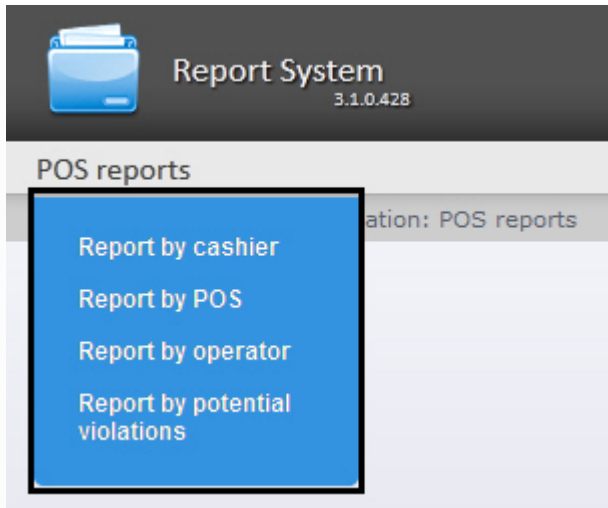 Report System
3.1.0.428
POS reports
ation: POS reports
Report by cashier
Report by POS
Report by operator
Report by potential
violations